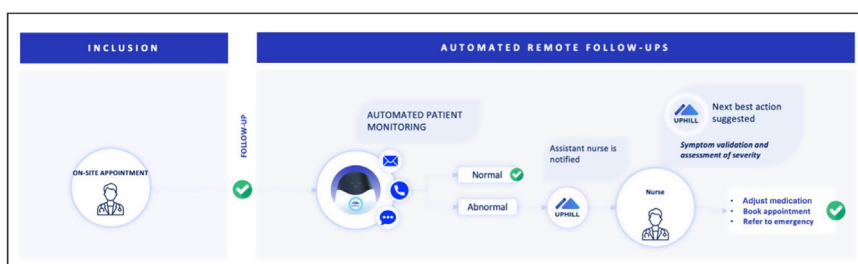 INCLUSION
AUTOMATED REMOTE FOLLOW-UPS
ON-SITE APPOINTMENT
FOLLOW-UP
AUTOMATED PATIENT
MONITORING
Normal
Abnormal
Assistant nurse is
notified
UPHILL
UPHILL
Next best action
suggested
Symptom validation and
assessment of severity
Nurse
• Adjust medication
• Book appointment
• Refer to emergency